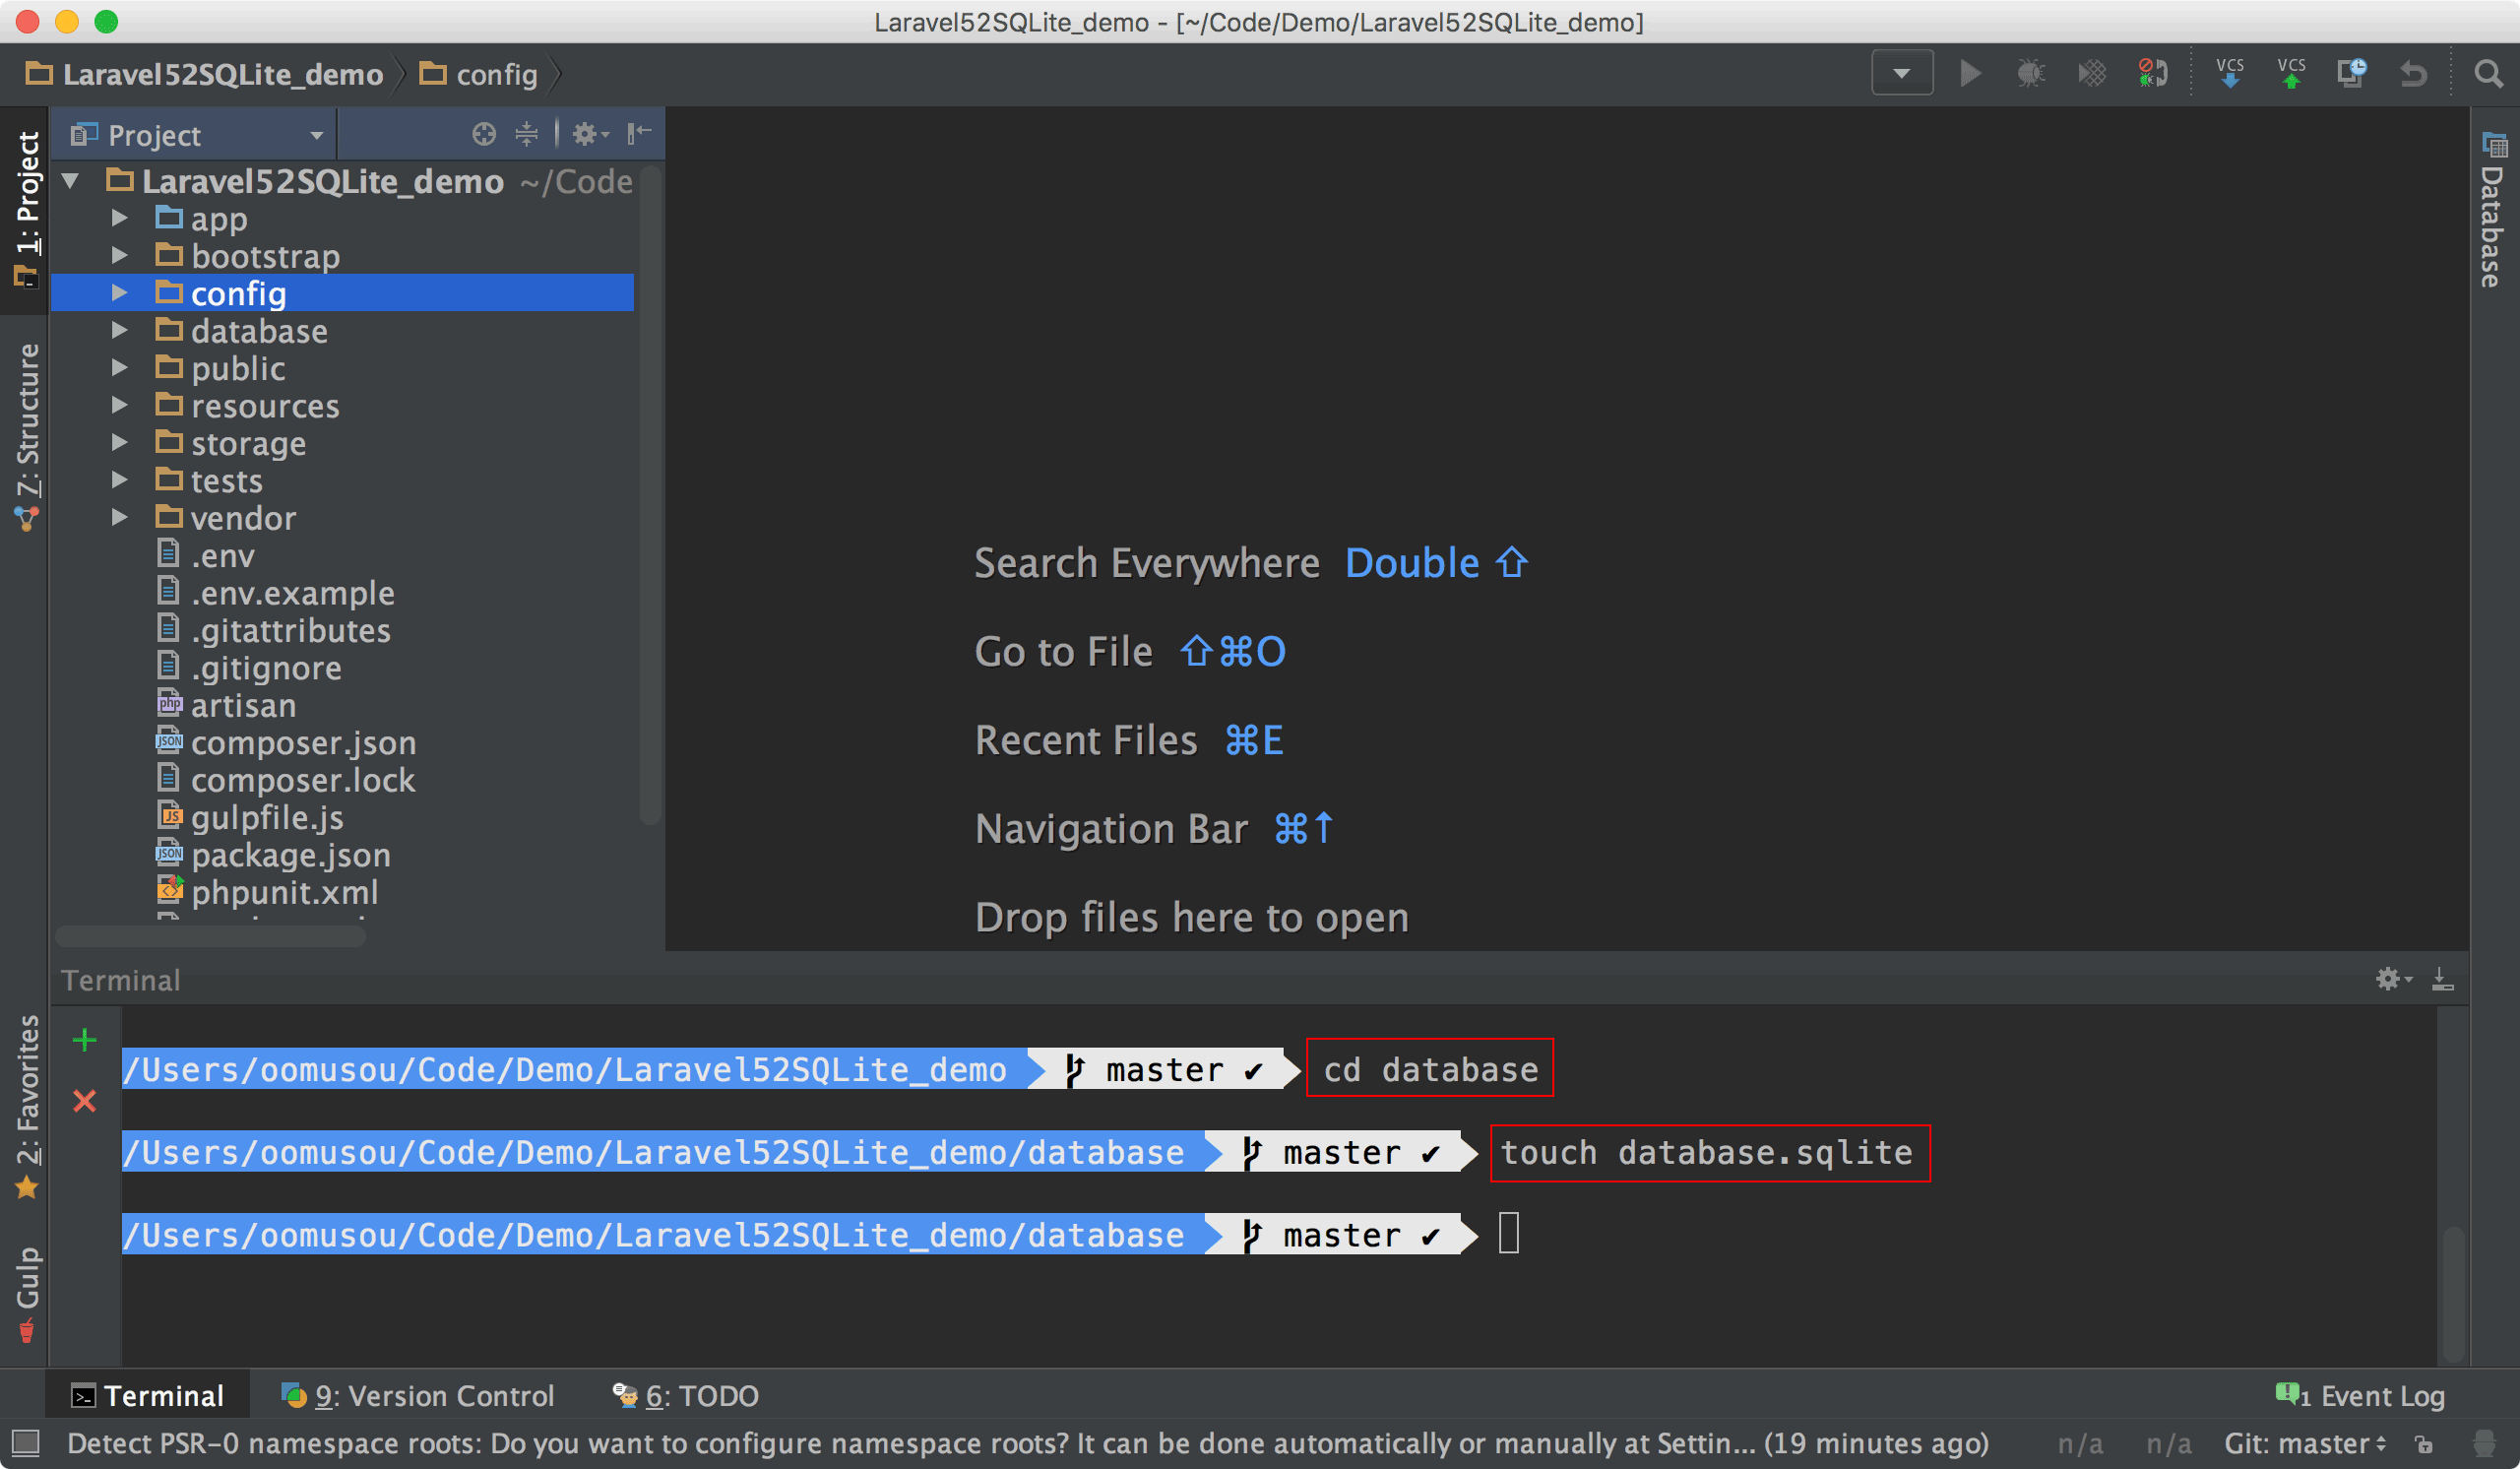 Laravel52SQLite_demo - [~/Code/Demo/Laravel52SQLite_demo]
Laravel52SQLite_demo config
VCS VCS
Project
1: Project
7: Structure
2: Favorites
Gulp
Database
Laravel52SQLite_demo ~/Code
app
bootstrap
config
database
public
resources
storage
tests
vendor
.env
.env.example
.gitattributes
.gitignore
artisan
composer.json
composer.lock
gulpfile.js
package.json
phpunit.xml
Search Everywhere Double ⇧
Go to File ⇧⌘O
Recent Files ⌘E
Navigation Bar ⌘↑
Drop files here to open
Terminal
/Users/oomusou/Code/Demo/Laravel52SQLite_demo master ✔ cd database
/Users/oomusou/Code/Demo/Laravel52SQLite_demo/database master ✔ touch database.sqlite
/Users/oomusou/Code/Demo/Laravel52SQLite_demo/database master ✔
Terminal 9: Version Control 6: TODO 1 Event Log
Detect PSR-0 namespace roots: Do you want to configure namespace roots? It can be done automatically or manually at Settin... (19 minutes ago) n/a n/a Git: master